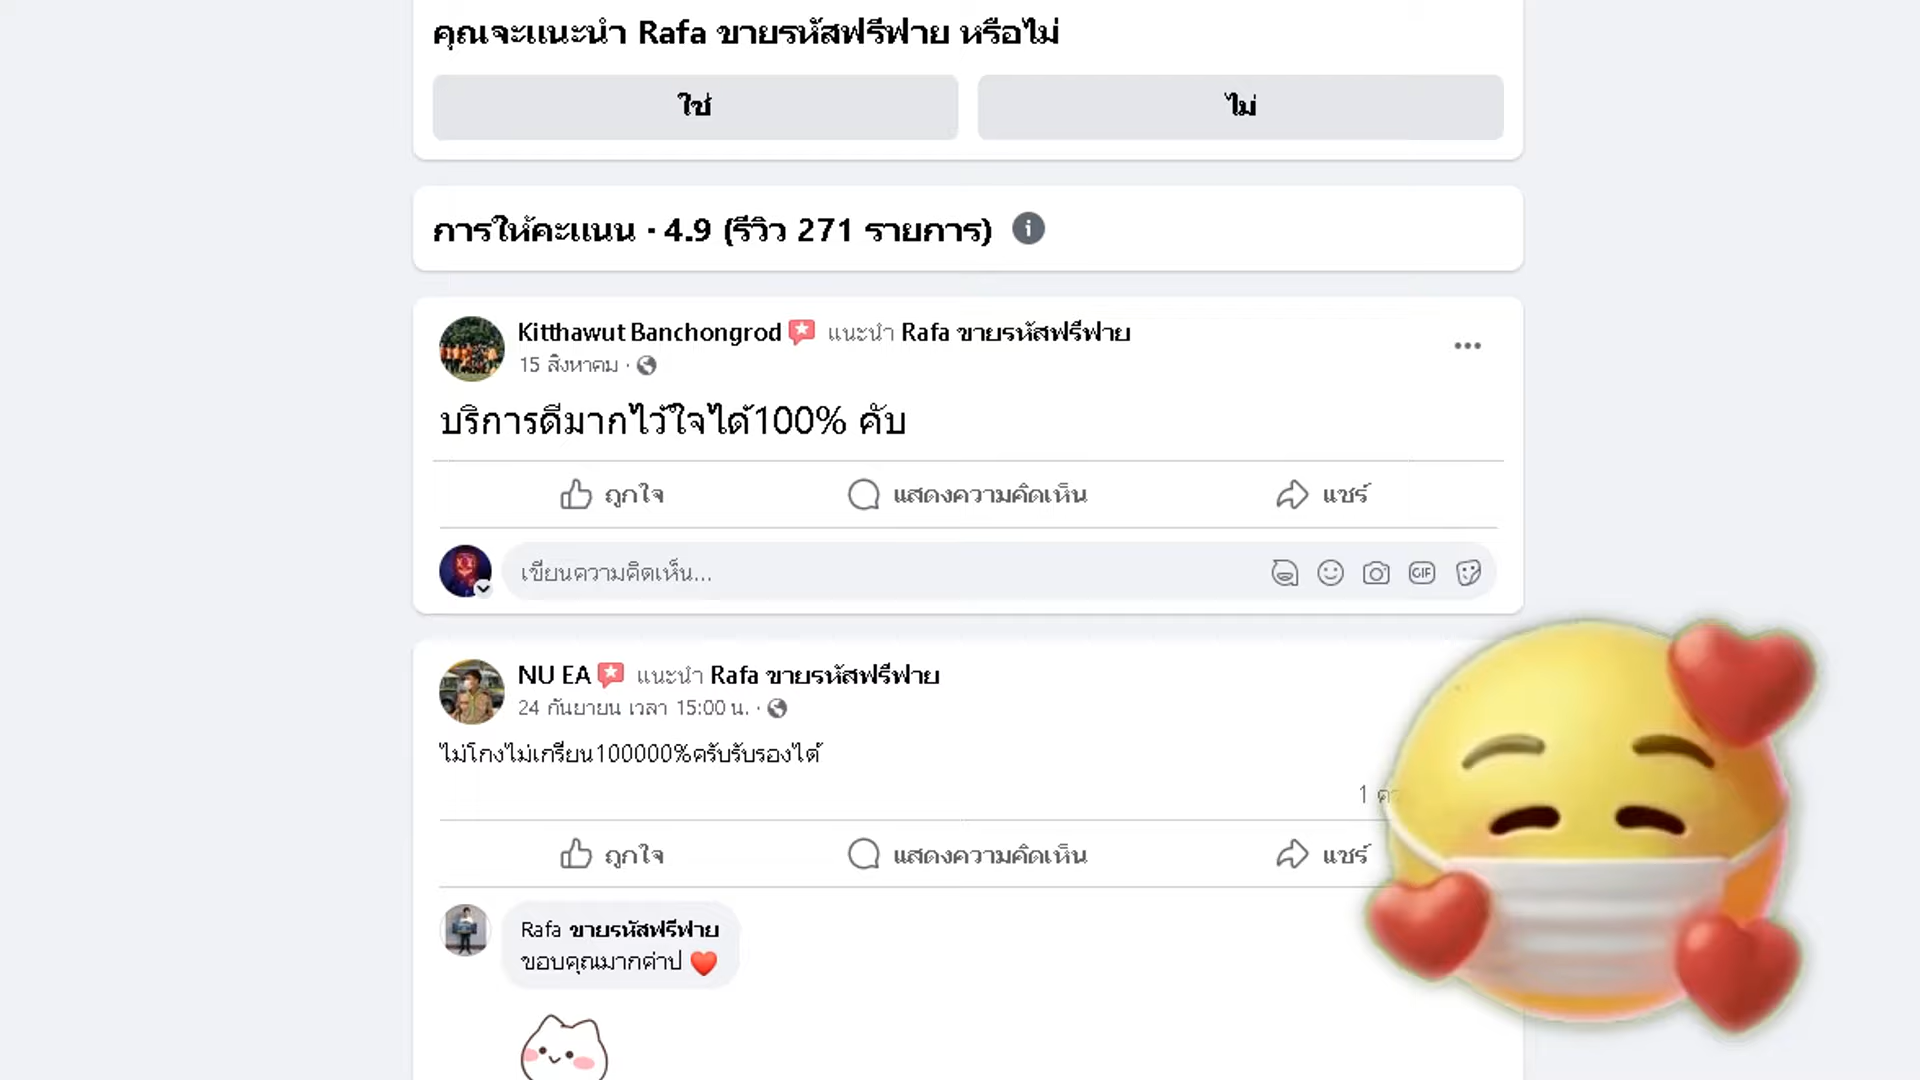 คุณจะแนะนำ Rafa ขายรหัสฟรีฟาย หรือไม่
ใช่
ไม่
การให้คะแนน · 4.9 (รีวิว 271 รายการ)
Kitthawut Banchongrod แนะนำ Rafa ขายรหัสฟรีฟาย
15 สิงหาคม ·
บริการดีมากไว้ใจได้100% คับ
ถูกใจ
แสดงความคิดเห็น
แชร์
เขียนความคิดเห็น...
GIF
NU EA แนะนำ Rafa ขายรหัสฟรีฟาย
24 กันยายน เวลา 15:00 น. ·
ไม่โกงไม่เกรียน100000%ครับรับรองได้
1
ถูกใจ
แสดงความคิดเห็น
แชร์
Rafa ขายรหัสฟรีฟาย
ขอบคุณมากค่าป ❤️